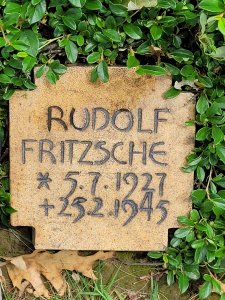 RUDOLF
FRITZSCHE
* 5.7.1927
+ 25.2.1945